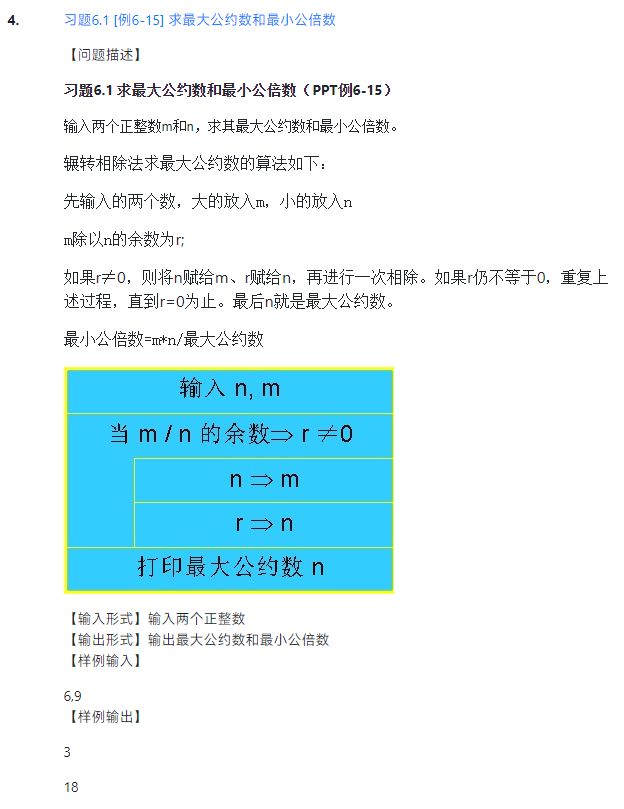 4. 习题6.1 [例6-15] 求最大公约数和最小公倍数
【问题描述】
习题6.1 求最大公约数和最小公倍数（PPT例6-15）
输入两个正整数m和n，求其最大公约数和最小公倍数。
辗转相除法求最大公约数的算法如下：
先输入的两个数，大的放入m，小的放入n
m除以n的余数为r;
如果r≠0，则将n赋给m、r赋给n，再进行一次相除。如果r仍不等于0，重复上
述过程，直到r=0为止。最后n就是最大公约数。
最小公倍数=m*n/最大公约数
输入 n, m
当 m / n 的余数⇒ r ≠0
n ⇒ m
r ⇒ n
打印最大公约数 n
【输入形式】输入两个正整数
【输出形式】输出最大公约数和最小公倍数
【样例输入】
6,9
【样例输出】
3
18